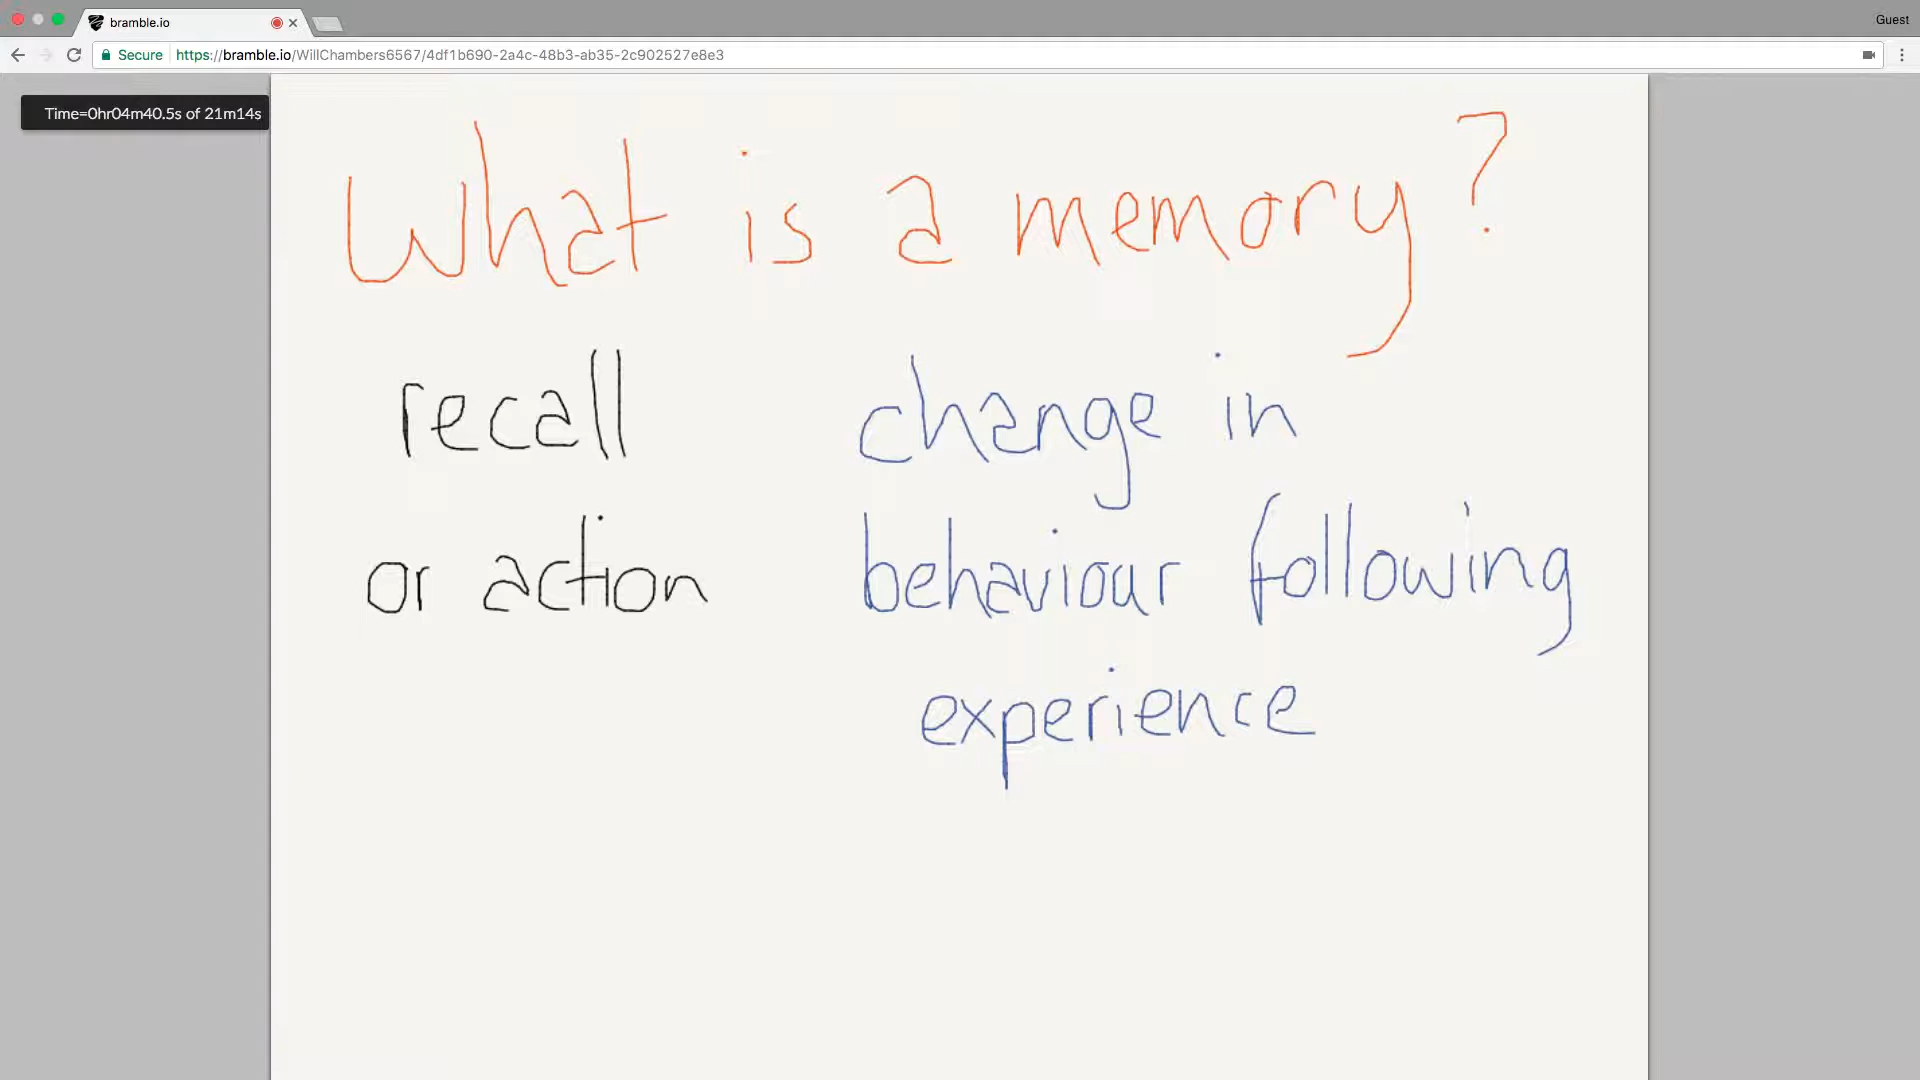 bramble.io
Guest
Secure https://bramble.io/WillChambers6567/4df1b690-2a4c-48b3-ab35-2c902527e8e3
Time=0hr04m40.5s of 21m14s
What is a memory?
recall
or action
change in
behaviour following
experience